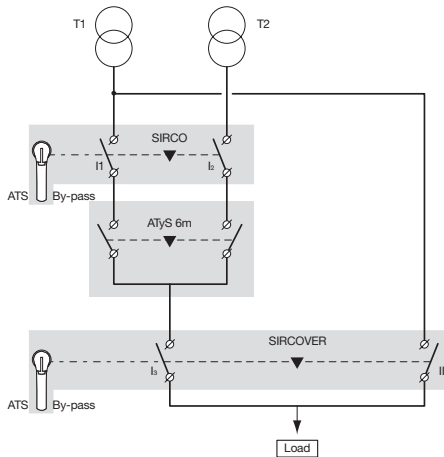 T1
T2
SIRCO
I1
I2
ATS By-pass
ATyS 6m
SIRCOVER
I3
II
ATS By-pass
Load